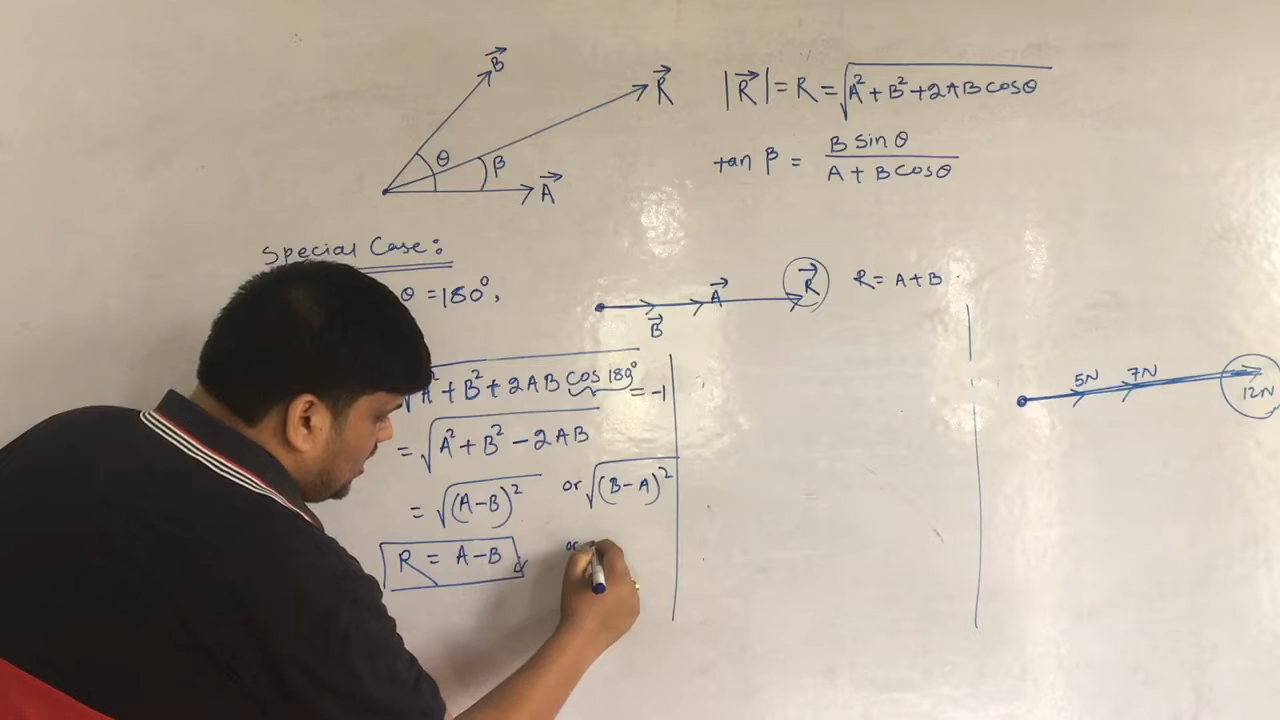 B⃗
R⃗
θ
β
A⃗
|R⃗| = R = √(A² + B² + 2AB cosθ)
tan β = B sinθ / (A + B cosθ)
Special Case:
θ = 180°,
B⃗
A⃗
R⃗
R = A + B
√(A² + B² + 2AB cos 180°) = -1
= √(A² + B² - 2AB)
= √((A-B)²) or √((B-A)²)
R = A-B or
5N
7N
12N